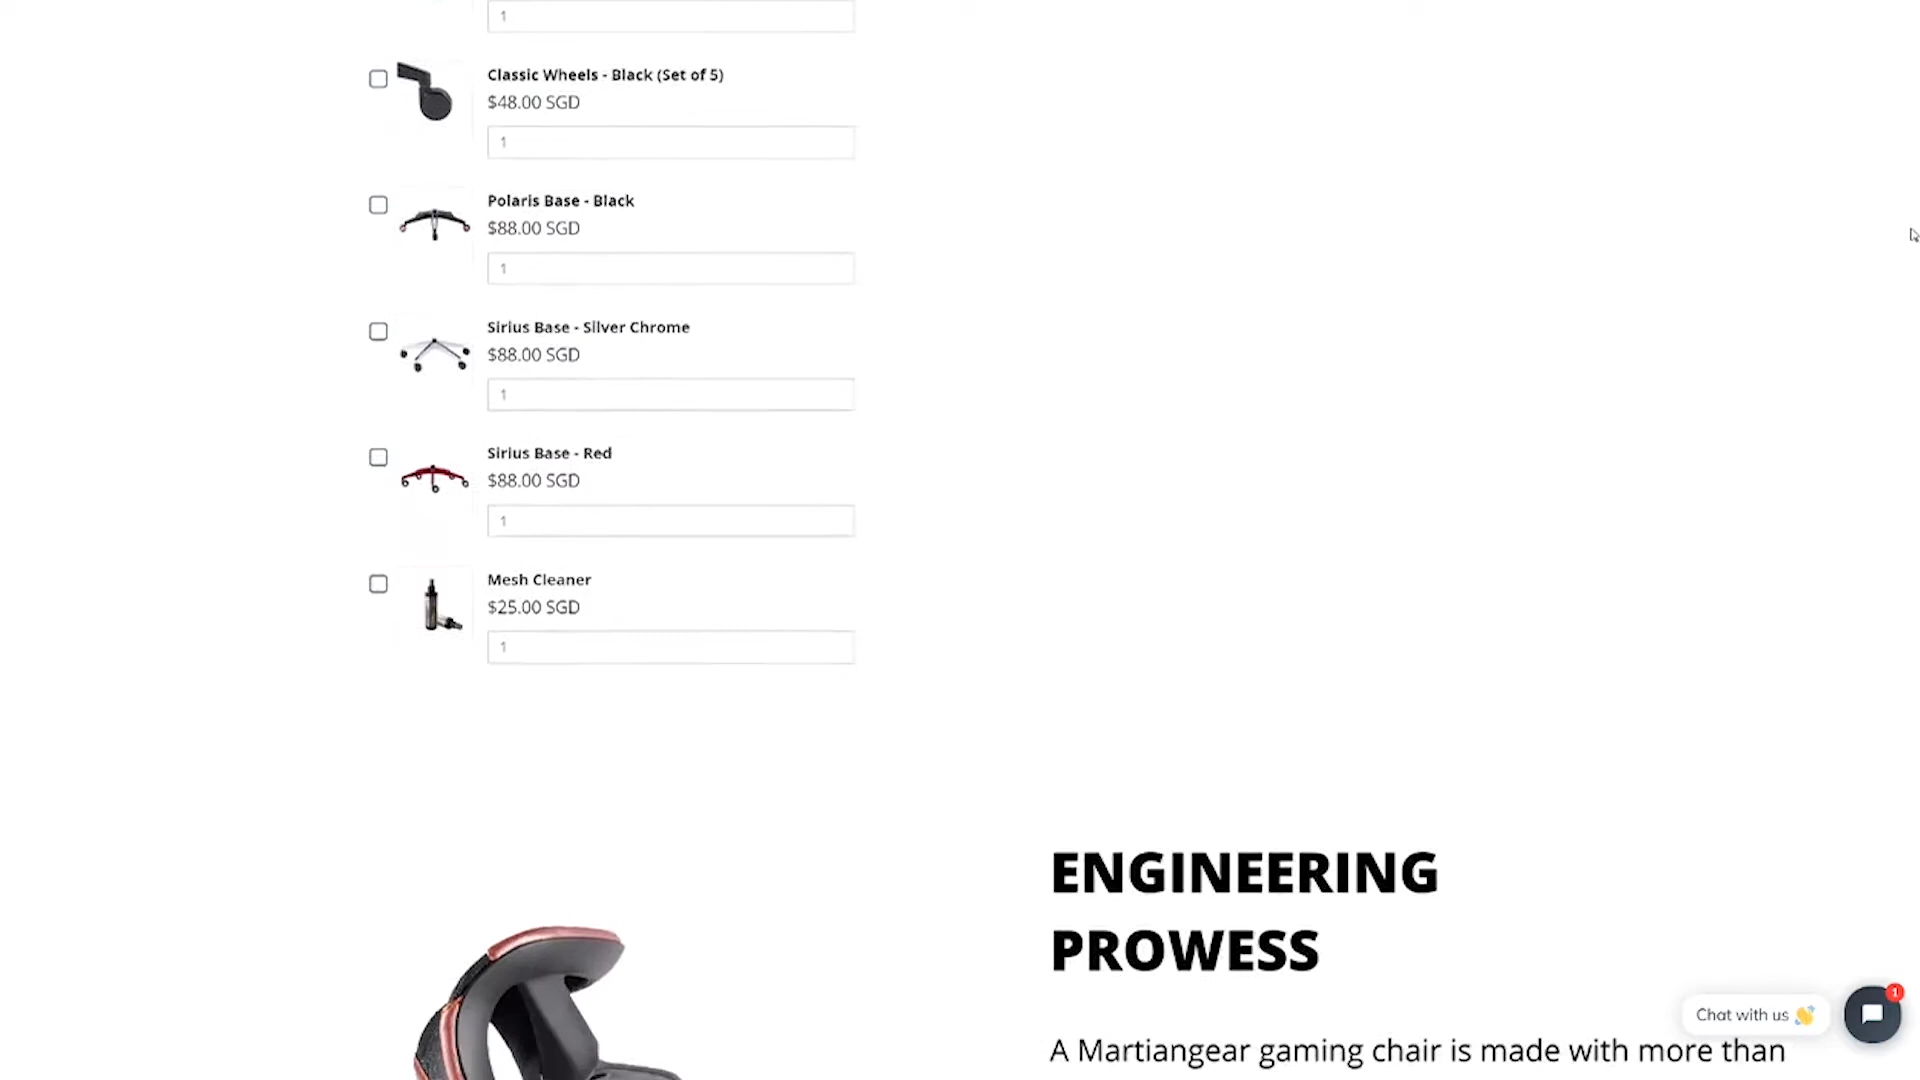 1
Classic Wheels - Black (Set of 5)
$48.00 SGD
1
Polaris Base - Black
$88.00 SGD
1
Sirius Base - Silver Chrome
$88.00 SGD
1
Sirius Base - Red
$88.00 SGD
1
Mesh Cleaner
$25.00 SGD
1
ENGINEERING
PROWESS
A Martiangear gaming chair is made with more than
Chat with us 👋
1